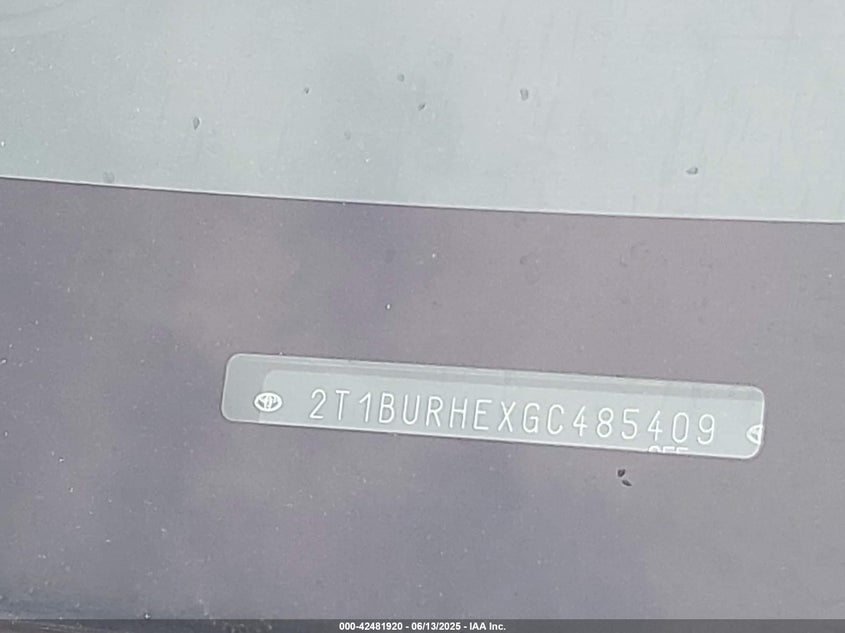 2T1BURHEXGC485409
000-42481920 - 06/13/2025 - IAA Inc.